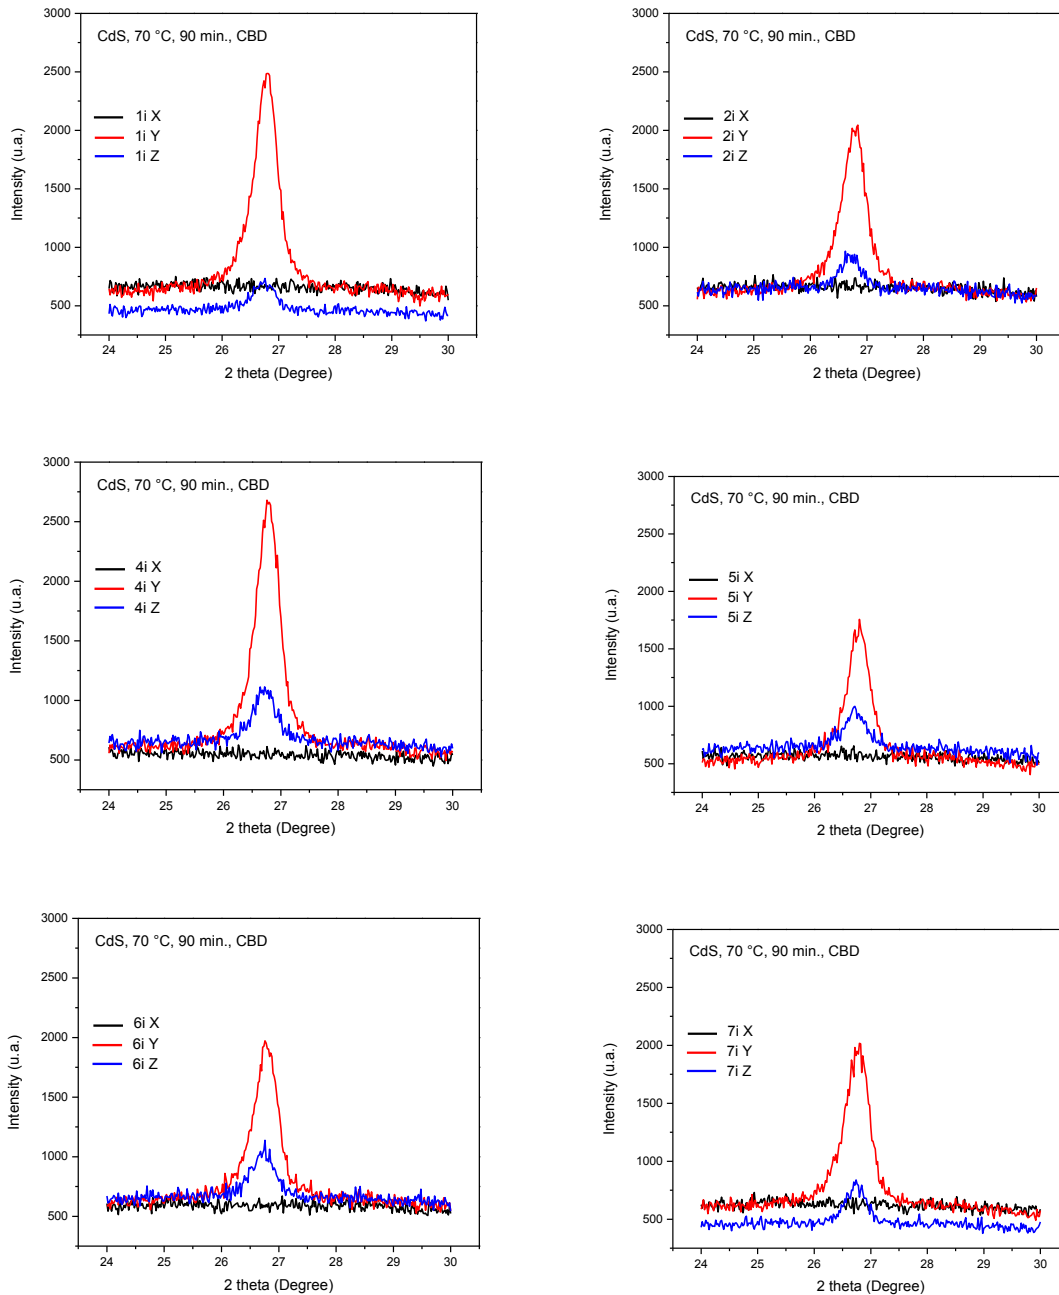 CdS, 70 °C, 90 min., CBD
1i X
1i Y
1i Z
Intensity (u.a.)
3000
2500
2000
1500
1000
500
24 25 26 27 28 29 30
2 theta (Degree)
CdS, 70 °C, 90 min., CBD
2i X
2i Y
2i Z
Intensity (u.a.)
3000
2500
2000
1500
1000
500
24 25 26 27 28 29 30
2 theta (Degree)
CdS, 70 °C, 90 min., CBD
4i X
4i Y
4i Z
Intensity (u.a.)
3000
2500
2000
1500
1000
500
24 25 26 27 28 29 30
2 theta (Degree)
CdS, 70 °C, 90 min., CBD
5i X
5i Y
5i Z
Intensity (u.a.)
3000
2500
2000
1500
1000
500
24 25 26 27 28 29 30
2 theta (Degree)
CdS, 70 °C, 90 min., CBD
6i X
6i Y
6i Z
Intensity (u.a.)
3000
2500
2000
1500
1000
500
24 25 26 27 28 29 30
2 theta (Degree)
CdS, 70 °C, 90 min., CBD
7i X
7i Y
7i Z
Intensity (u.a.)
3000
2500
2000
1500
1000
500
24 25 26 27 28 29 30
2 theta (Degree)